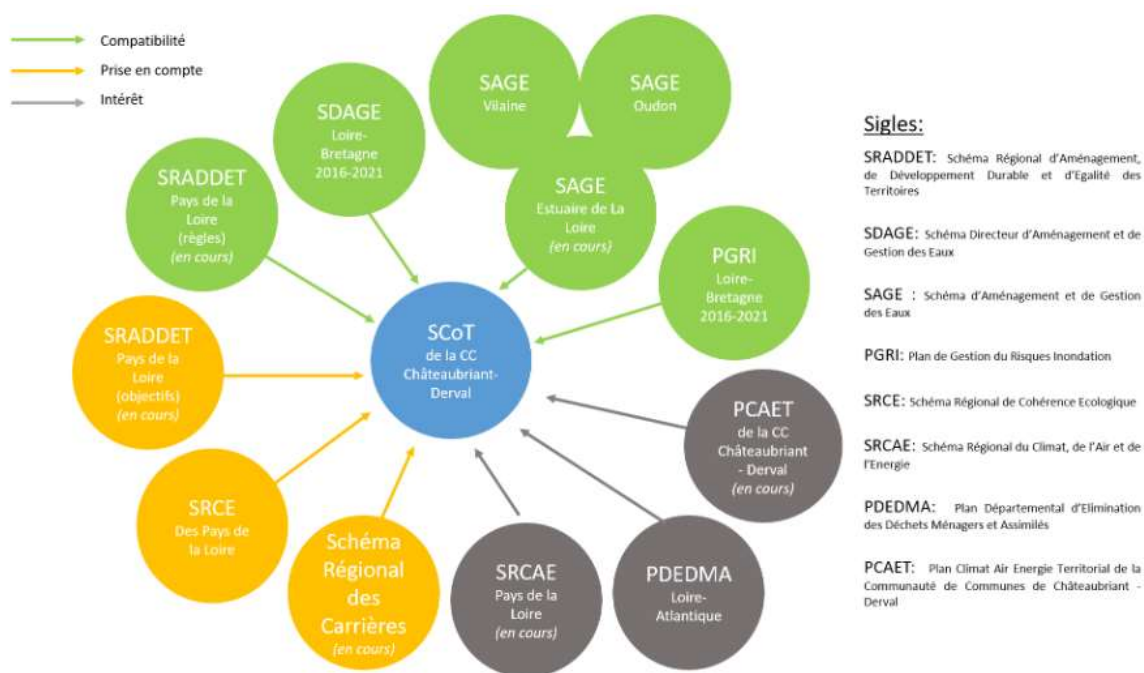 Compatibilité
Prise en compte
Intérêt
SDAGE
Loire-
Bretagne
2016-2021
SAGE
Vilaine
SAGE
Oudon
SAGE
Estuaire de La
Loire
(en cours)
SRADDET
Pays de la
Loire
(règles)
(en cours)
PGRI
Loire-
Bretagne
2016-2021
SCoT
de la CC
Châteaubriant-
Derval
SRADDET
Pays de la
Loire
(objectifs)
(en cours)
PCAET
de la CC
Châteaubriant
- Derval
(en cours)
SRCE
Des Pays de
la Loire
Schéma
Régional
des
Carrières
(en cours)
SRCAE
Pays de la
Loire
(en cours)
PDEDMA
Loire-
Atlantique
Sigles:
SRADDET: Schéma Régional d'Aménagement,
de Développement Durable et d'Egalité des
Territoires
SDAGE: Schéma Directeur d'Aménagement et de
Gestion des Eaux
SAGE : Schéma d'Aménagement et de Gestion
des Eaux
PGRI: Plan de Gestion du Risques Inondation
SRCE: Schéma Régional de Cohérence Ecologique
SRCAE: Schéma Régional du Climat, de l'Air et de
l'Energie
PDEDMA: Plan Départemental d'Elimination
des Déchets Ménagers et Assimilés
PCAET: Plan Climat Air Energie Territorial de la
Communauté de Communes de Châteaubriant -
Derval